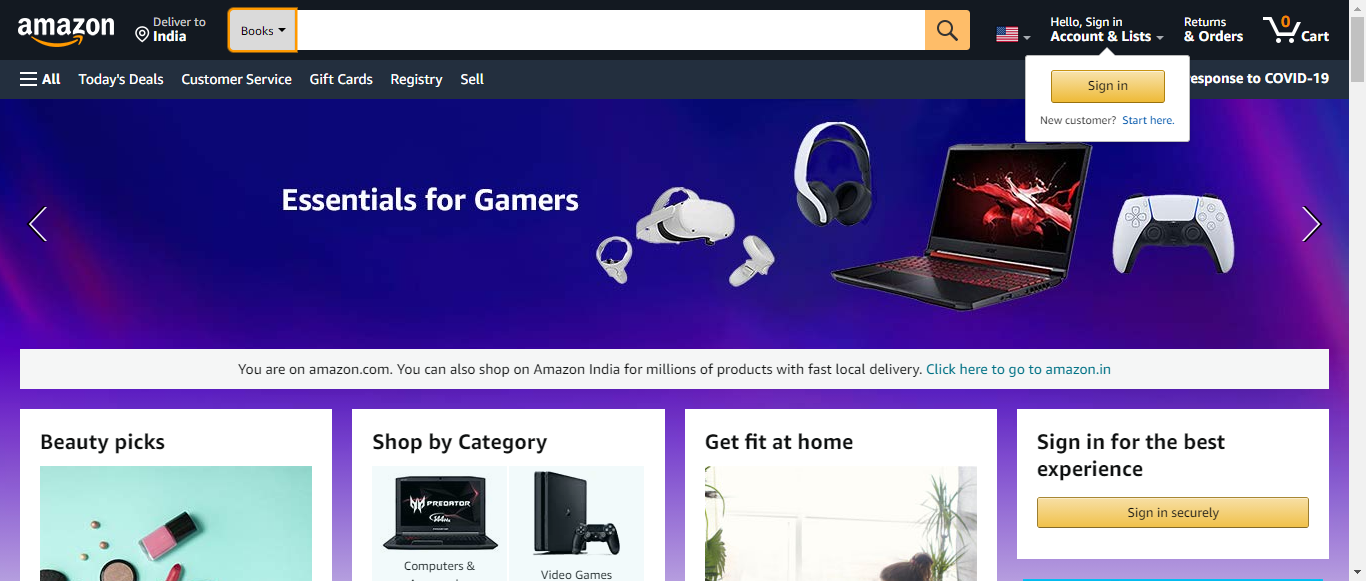 amazon
Deliver to
India
Books
Hello, Sign in
Account & Lists
Returns
& Orders
0
Cart
All
Today's Deals
Customer Service
Gift Cards
Registry
Sell
response to COVID-19
Sign in
New customer? Start here.
Essentials for Gamers
You are on amazon.com. You can also shop on Amazon India for millions of products with fast local delivery. Click here to go to amazon.in
Beauty picks
Shop by Category
Get fit at home
Sign in for the best
experience
Sign in securely
PREDATOR
Computers &
Video Games